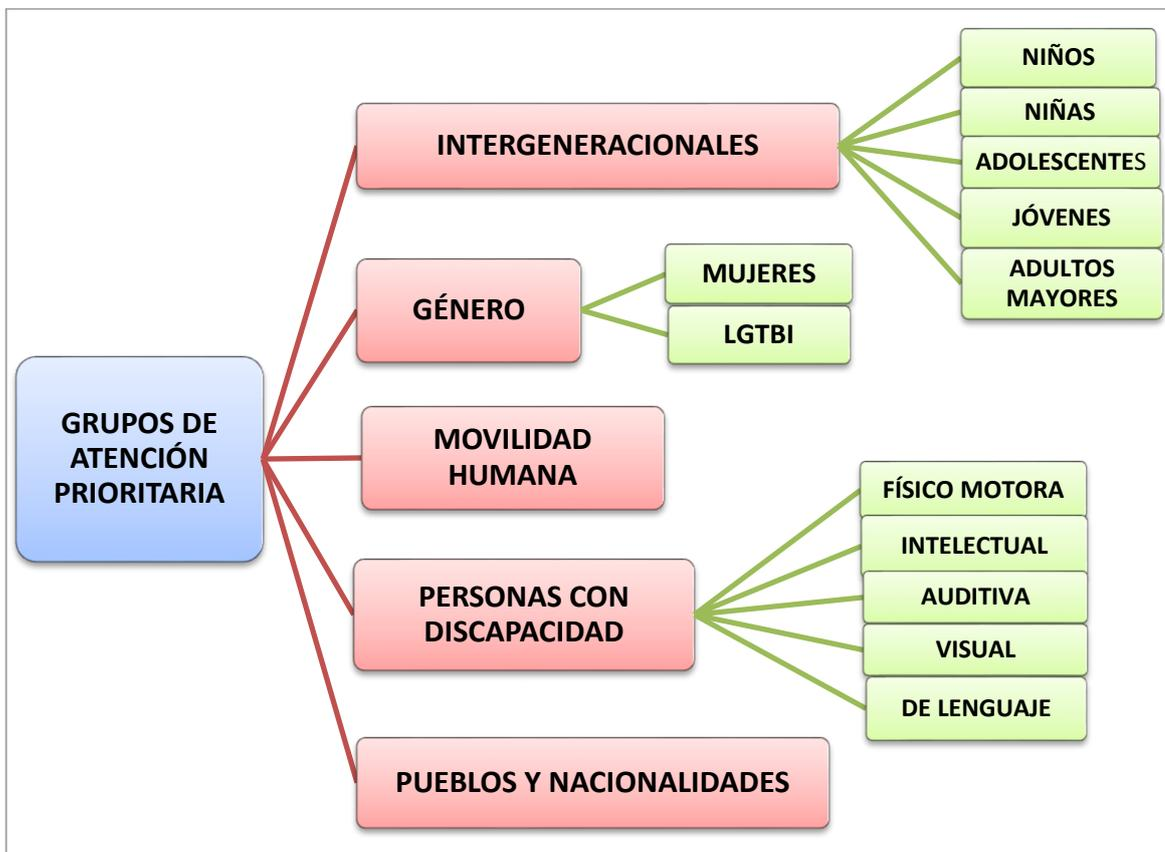 GRUPOS DE
ATENCIÓN
PRIORITARIA
INTERGENERACIONALES
NIÑOS
NIÑAS
ADOLESCENTES
JÓVENES
ADULTOS
MAYORES
GÉNERO
MUJERES
LGTBI
MOVILIDAD
HUMANA
PERSONAS CON
DISCAPACIDAD
FÍSICO MOTORA
INTELECTUAL
AUDITIVA
VISUAL
DE LENGUAJE
PUEBLOS Y NACIONALIDADES